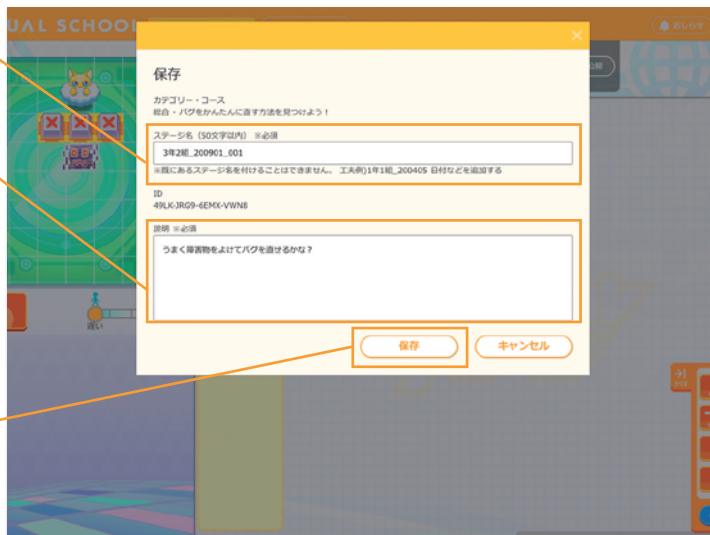 UAL SCHOOL
おしらせ
保存
カテゴリー・コース
総合 - バグをかんたんに直す方法を見つけよう！
ステージ名（50文字以内） ※必須
3年2組_200901_001
※既にあるステージ名を付けることはできません。 工夫例)1年1組_200405 日付などを追加する
ID
49LK-JRG9-6EMX-VWN8
説明 ※必須
うまく障害物をよけてバグを直せるかな？
遅い
保存
キャンセル